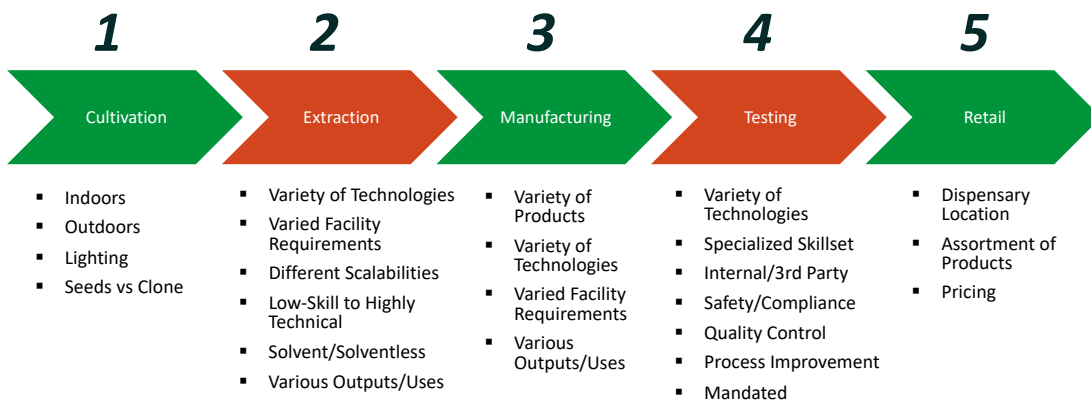 1
2
3
4
5
Cultivation
Extraction
Manufacturing
Testing
Retail
Indoors
Outdoors
Lighting
Seeds vs Clone
Variety of Technologies
Varied Facility
Requirements
Different Scalabilities
Low-Skill to Highly
Technical
Solvent/Solventless
Various Outputs/Uses
Variety of
Products
Variety of
Technologies
Varied Facility
Requirements
Various
Outputs/Uses
Variety of
Technologies
Specialized Skillset
Internal/3rd Party
Safety/Compliance
Quality Control
Process Improvement
Mandated
Dispensary
Location
Assortment of
Products
Pricing